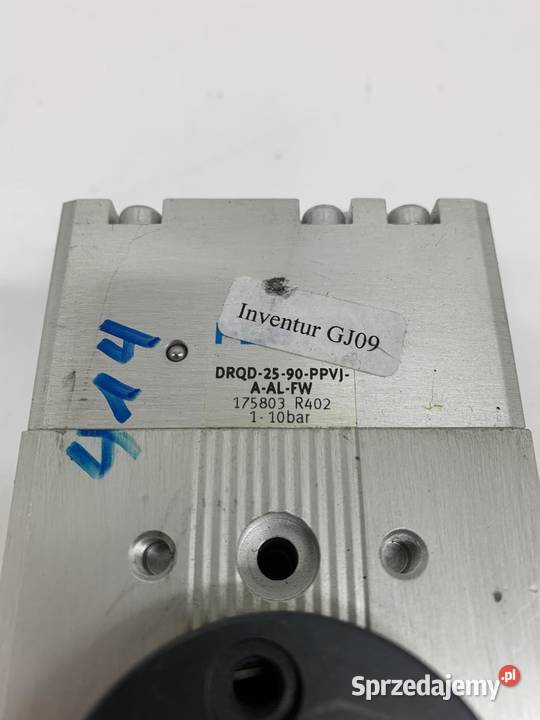 Inventur GJ09
DRQD-25-90-PPVJ-
A-AL-FW
175803 R402
1-10bar
414
Sprzedajemy.pl